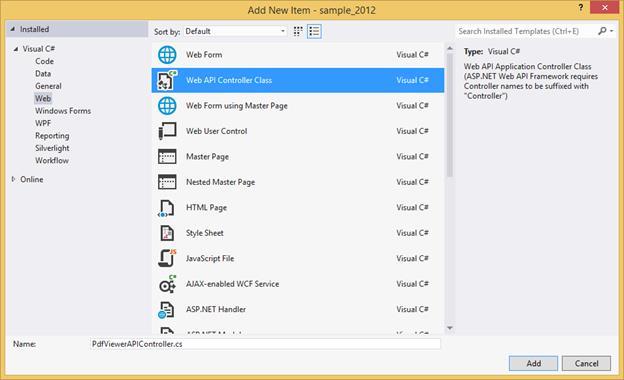 Add New Item - sample_2012
?
Installed
Visual C#
Code
Data
General
Web
Windows Forms
WPF
Reporting
Silverlight
Workflow
Online
Sort by: Default
Web Form Visual C#
C# Web API Controller Class Visual C#
Web Form using Master Page Visual C#
Web User Control Visual C#
Master Page Visual C#
Nested Master Page Visual C#
HTML Page Visual C#
Style Sheet Visual C#
JS JavaScript File Visual C#
C# AJAX-enabled WCF Service Visual C#
ASP.NET Handler Visual C#
Search Installed Templates (Ctrl+E)
Type: Visual C#
Web API Application Controller Class
(ASP.NET Web API Framework requires
Controller names to be suffixed with
"Controller")
Name: PdfViewerAPIController.cs
Add Cancel